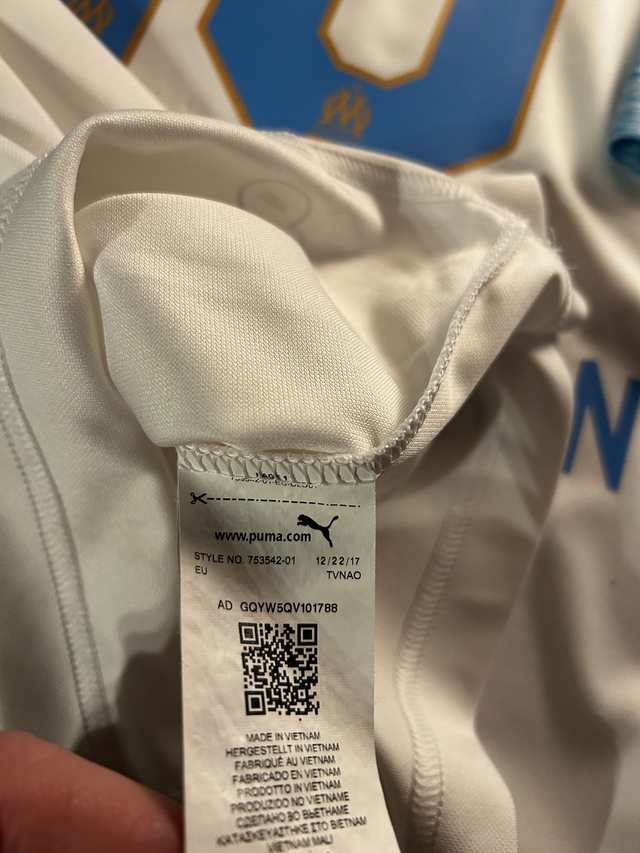 N
www.puma.com
STYLE NO. 753542-01 12/22/17
EU TVNAO
AD GQYW5QV101788
MADE IN VIETNAM
HERGESTELLT IN VIETNAM
FABRIQUÉ AU VIETNAM
FABRICADO EN VIETNAM
PRODOTTO IN VIETNAM
PRODUZIDO NO VIETNAME
СДЕЛАНО ВО ВЬЕТНАМЕ
ΚΑΤΑΣΚΕΥΑΣΤΗΚΕ ΣΤΟ ΒΙΕΤΝΑΜ
VIETNAM MALI